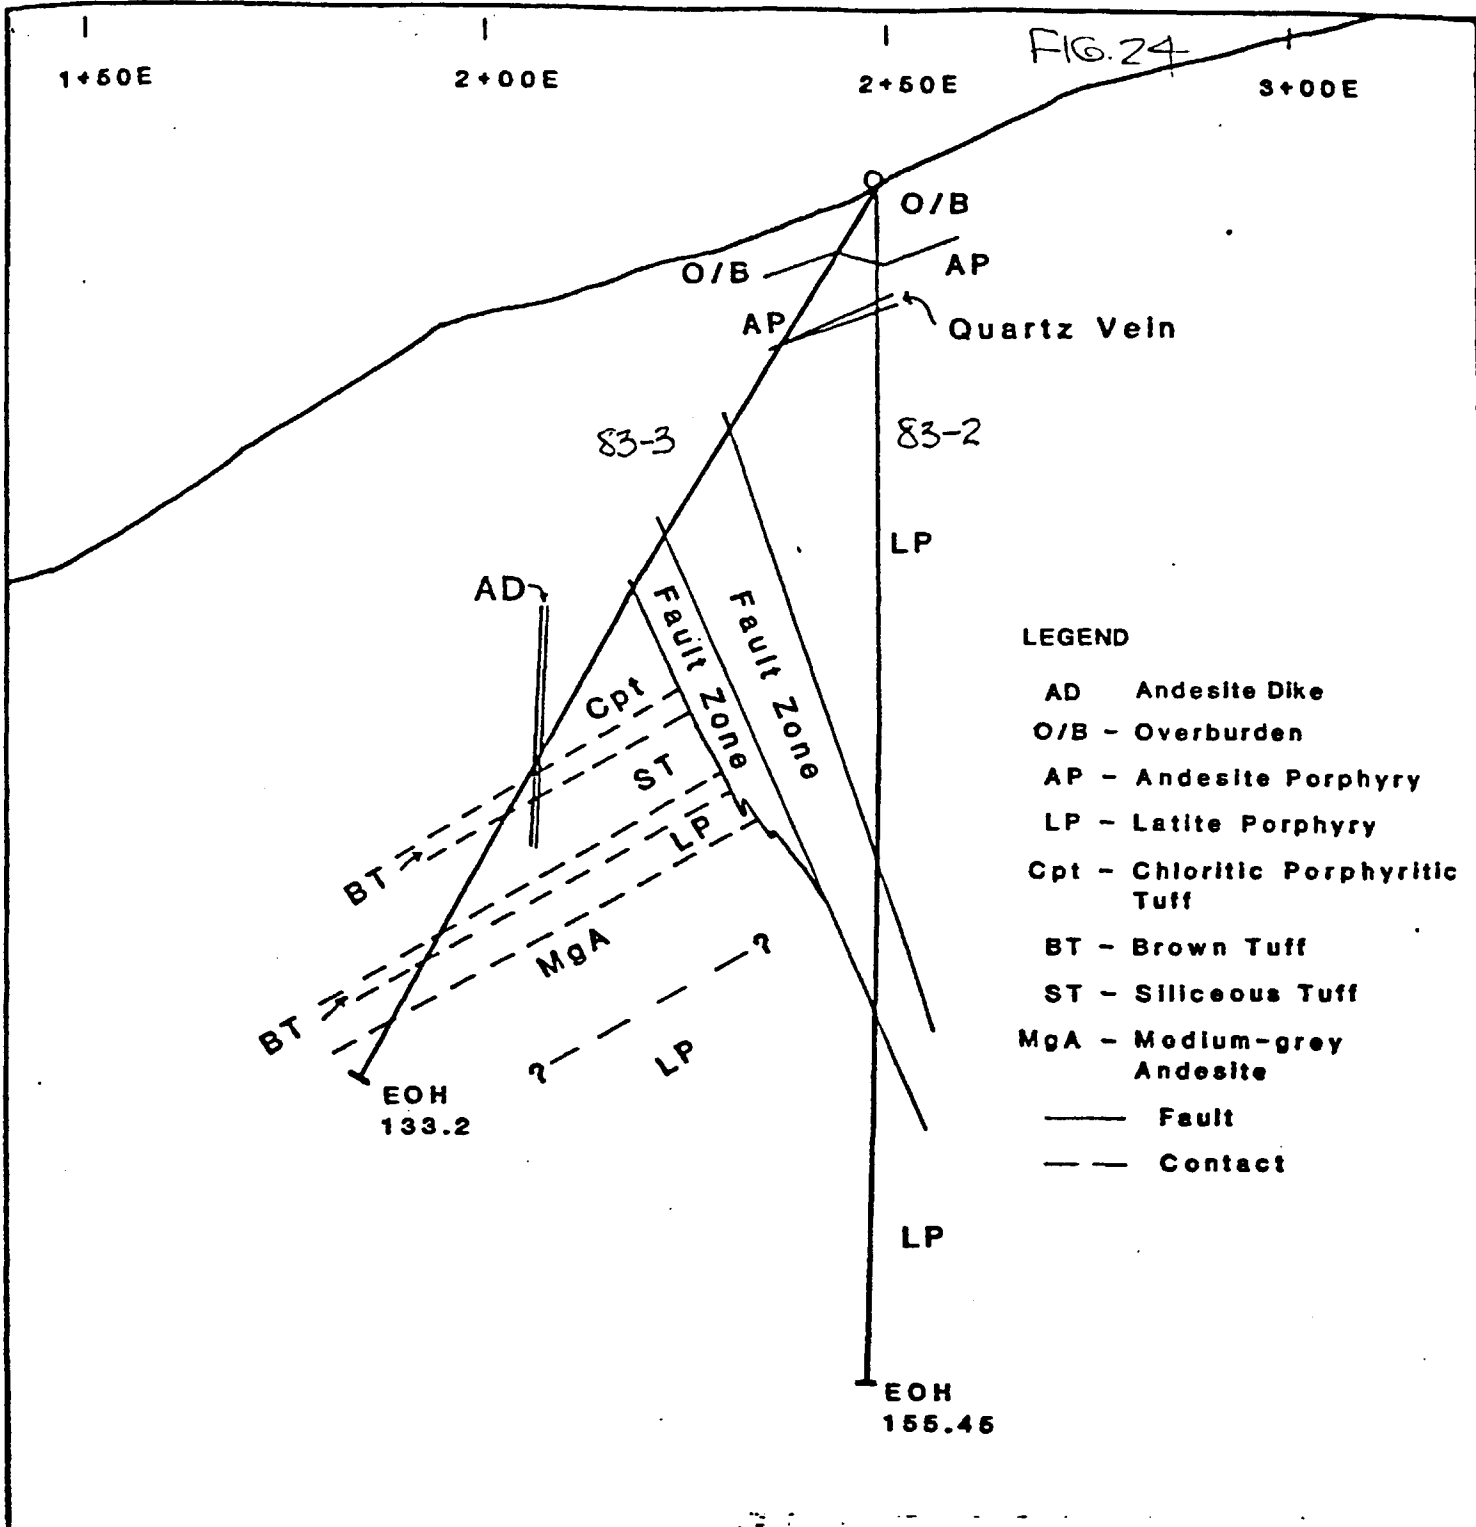 FIG. 24
1+50E
2+00E
2+50E
3+00E
O/B
O/B
AP
AP
Quartz Vein
83-3
83-2
LP
AD
Fault Zone
Fault Zone
Cpt
ST
BT
LP
MgA
?
BT
?
LP
EOH
133.2
LP
EOH
155.45
LEGEND
AD Andesite Dike
O/B - Overburden
AP - Andesite Porphyry
LP - Latite Porphyry
Cpt - Chloritic Porphyritic
Tuff
BT - Brown Tuff
ST - Siliceous Tuff
MgA - Modium-grey
Andesite
Fault
Contact